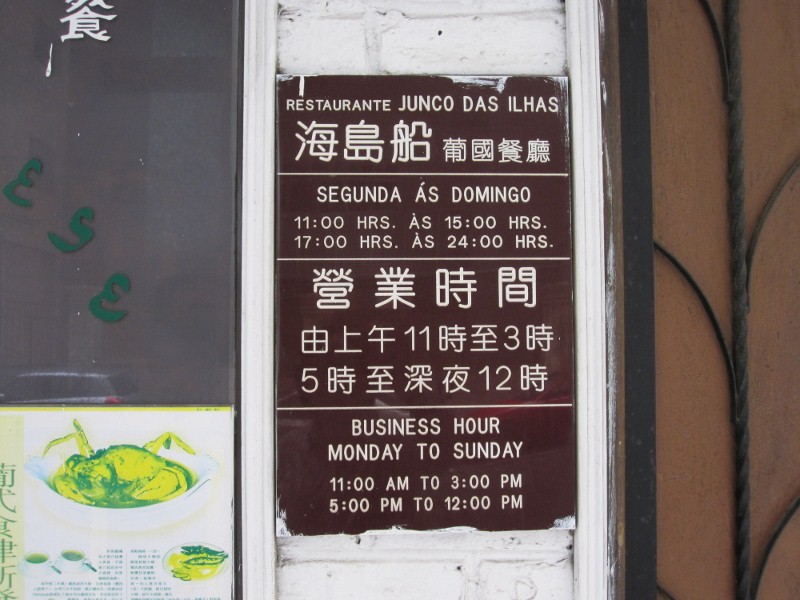 餐
RESTAURANTE JUNCO DAS ILHAS
海島船 葡國餐廳
SEGUNDA ÁS DOMINGO
11:00 HRS. ÀS 15:00 HRS.
17:00 HRS. ÀS 24:00 HRS.
營業時間
由上午11時至3時
5時至深夜12時
BUSINESS HOUR
MONDAY TO SUNDAY
11:00 AM TO 3:00 PM
5:00 PM TO 12:00 PM